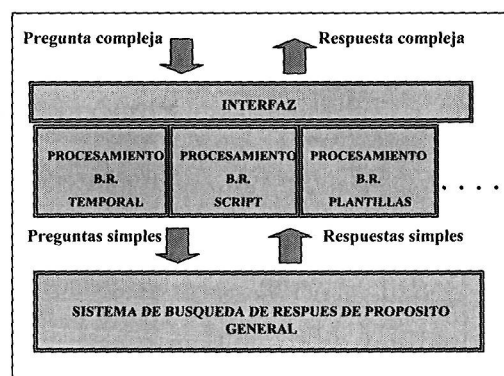 Pregunta compleja Respuesta compleja
INTERFAZ
PROCESAMIENTO PROCESAMIENTO PROCESAMIENTO
B.R. B.R. B.R.
TEMPORAL SCRIPT PLANTILLAS
. . . .
Preguntas simples Respuestas simples
SISTEMA DE BUSQUEDA DE RESPUES DE PROPOSITO
GENERAL